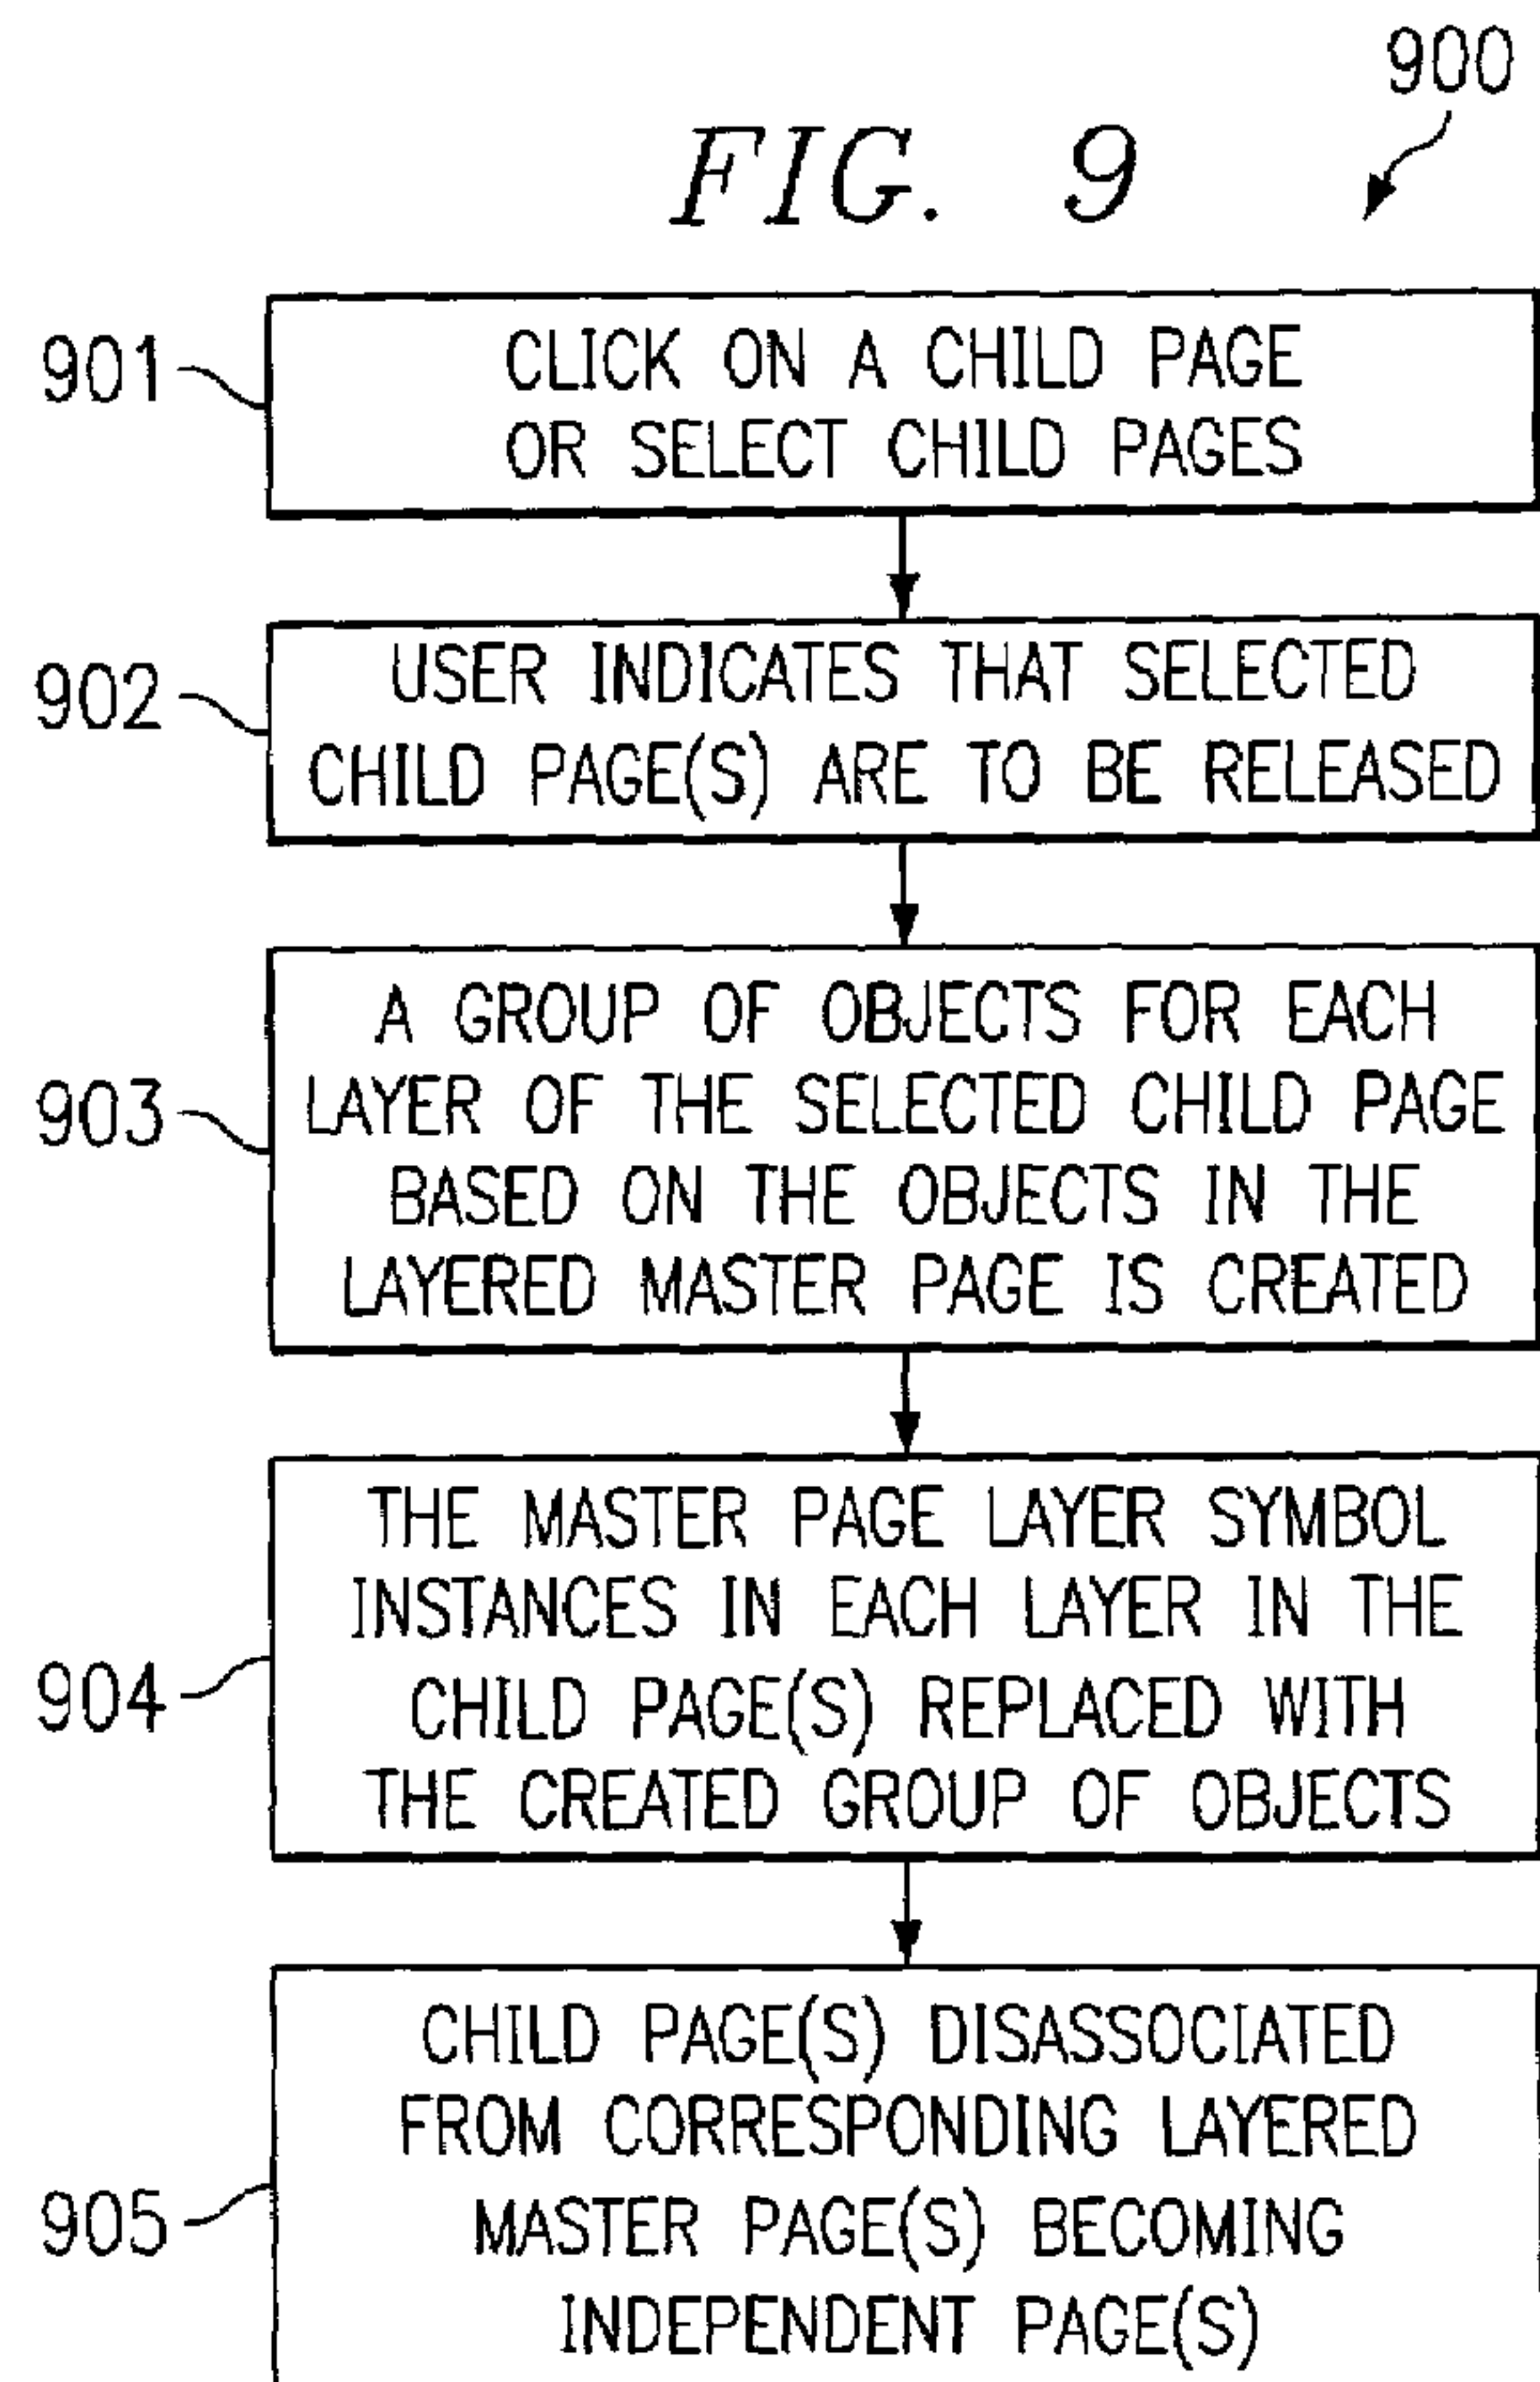 900
FIG. 9
901
CLICK ON A CHILD PAGE
OR SELECT CHILD PAGES
902
USER INDICATES THAT SELECTED
CHILD PAGE(S) ARE TO BE RELEASED
903
A GROUP OF OBJECTS FOR EACH
LAYER OF THE SELECTED CHILD PAGE
BASED ON THE OBJECTS IN THE
LAYERED MASTER PAGE IS CREATED
904
THE MASTER PAGE LAYER SYMBOL
INSTANCES IN EACH LAYER IN THE
CHILD PAGE(S) REPLACED WITH
THE CREATED GROUP OF OBJECTS
905
CHILD PAGE(S) DISASSOCIATED
FROM CORRESPONDING LAYERED
MASTER PAGE(S) BECOMING
INDEPENDENT PAGE(S)